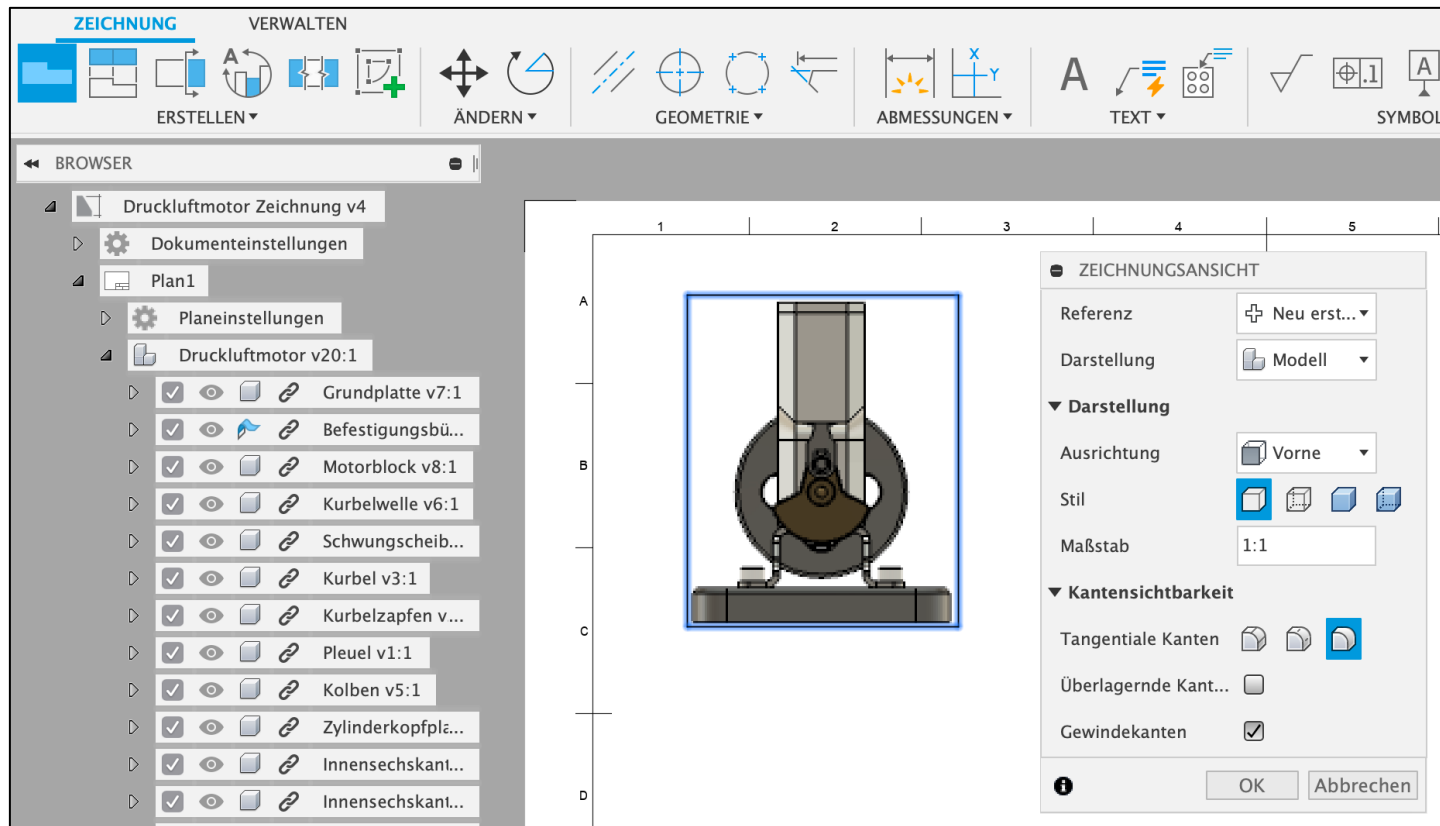 ZEICHNUNG VERWALTEN
A
X
Y
A
.1
A
ERSTELLEN ÄNDERN GEOMETRIE ABMESSUNGEN TEXT SYMBOL
BROWSER
Druckluftmotor Zeichnung v4
Dokumenteinstellungen
Plan1
Planeinstellungen
Druckluftmotor v20:1
Grundplatte v7:1
Befestigungsbü...
Motorblock v8:1
Kurbelwelle v6:1
Schwungscheib...
Kurbel v3:1
Kurbelzapfen v...
Pleuel v1:1
Kolben v5:1
Zylinderkopfpla...
Innensechskant...
Innensechskant...
1 2 3 4 5
A
B
C
D
ZEICHNUNGSANSICHT
Referenz Neu erst...
Darstellung Modell
Darstellung
Ausrichtung Vorne
Stil
Maßstab 1:1
Kantensichtbarkeit
Tangentiale Kanten
Überlagernde Kant...
Gewindekanten
OK Abbrechen